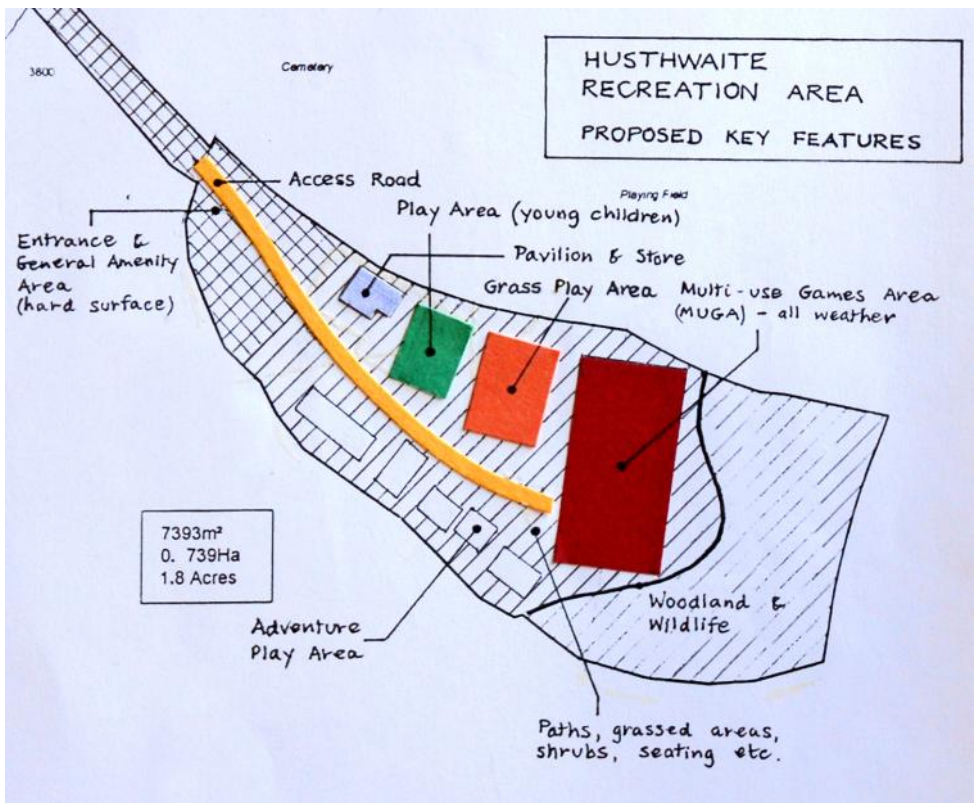 HUSTHWAITE
RECREATION AREA
PROPOSED KEY FEATURES
3800
Cemetery
Access Road
Playing Field
Play Area (young children)
Entrance &
General Amenity
Area
(hard surface)
Pavilion & Store
Grass Play Area
Multi-use Games Area
(MUGA) - all weather
7393m²
0. 739Ha
1.8 Acres
Woodland &
Wildlife
Adventure
Play Area
Paths, grassed areas,
shrubs, seating etc.